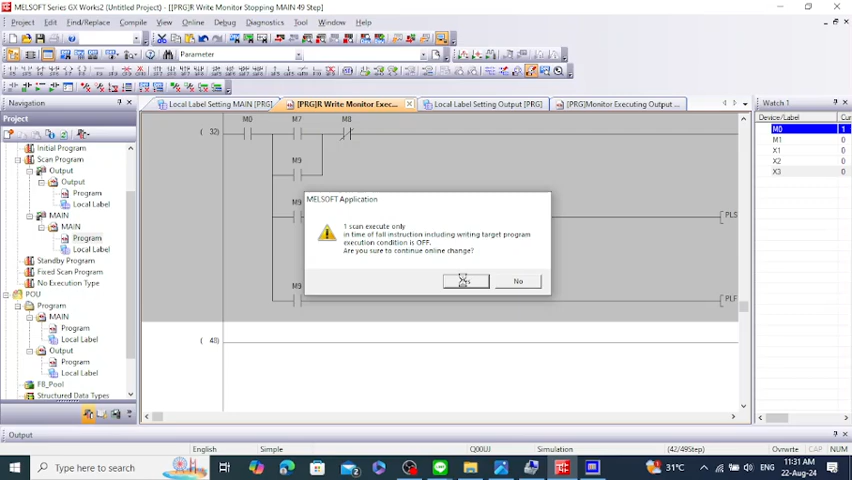 MELSOFT Series GX Works2 (Untitled Project) - [[PRG]R Write Monitor Stopping MAIN 49 Step]
Project Edit Find/Replace Compile View Online Debug Diagnostics Tool Window Help
Parameter
Navigation
Local Label Setting MAIN [PRG]
[PRG]R Write Monitor Exec...
Local Label Setting Output [PRG]
[PRG]Monitor Executing Output ...
Watch 1
Project
Device/Label
M0 1
M1
X1
X2
X3
Initial Program
Scan Program
Output
Output
Program
Local Label
MAIN
MAIN
Program
Local Label
Standby Program
Fixed Scan Program
No Execution Type
POU
Program
MAIN
Program
Local Label
Output
Program
Local Label
FB_Pool
Structured Data Types
M0 M7 M8
( 32)
M9
M9
PLS
M9
PLF
( 48)
MELSOFT Application
1 scan execute only
in time of fall instruction including writing target program
execution condition is OFF.
Are you sure to continue online change?
No
Output
English Simple Q00UJ Simulation (42/49Step) Ovrwrte CAP NUM
Type here to search
31°C
ENG
11:31 AM
22-Aug-24